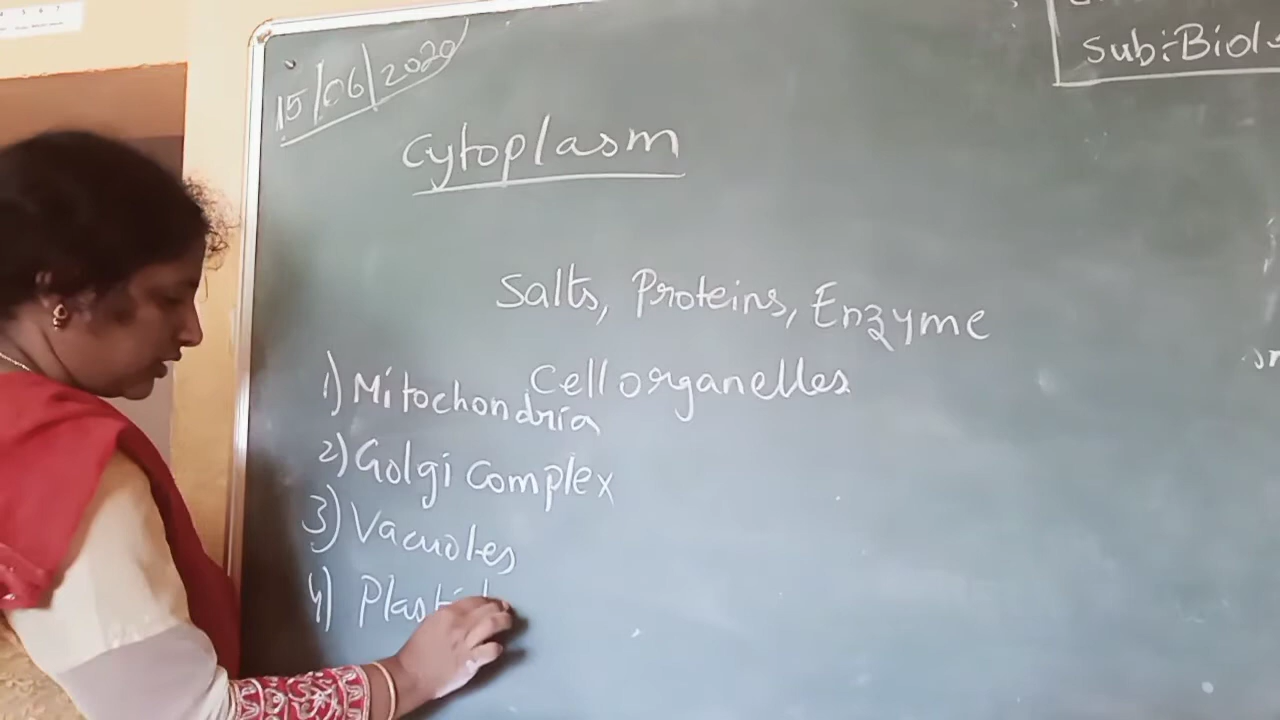 15/06/2020
Sub:-Biol
Cytoplasm
Salts, Proteins, Enzyme
Cell organelles
1) Mitochondria
2) Golgi Complex
3) Vacuoles
4) Plastid